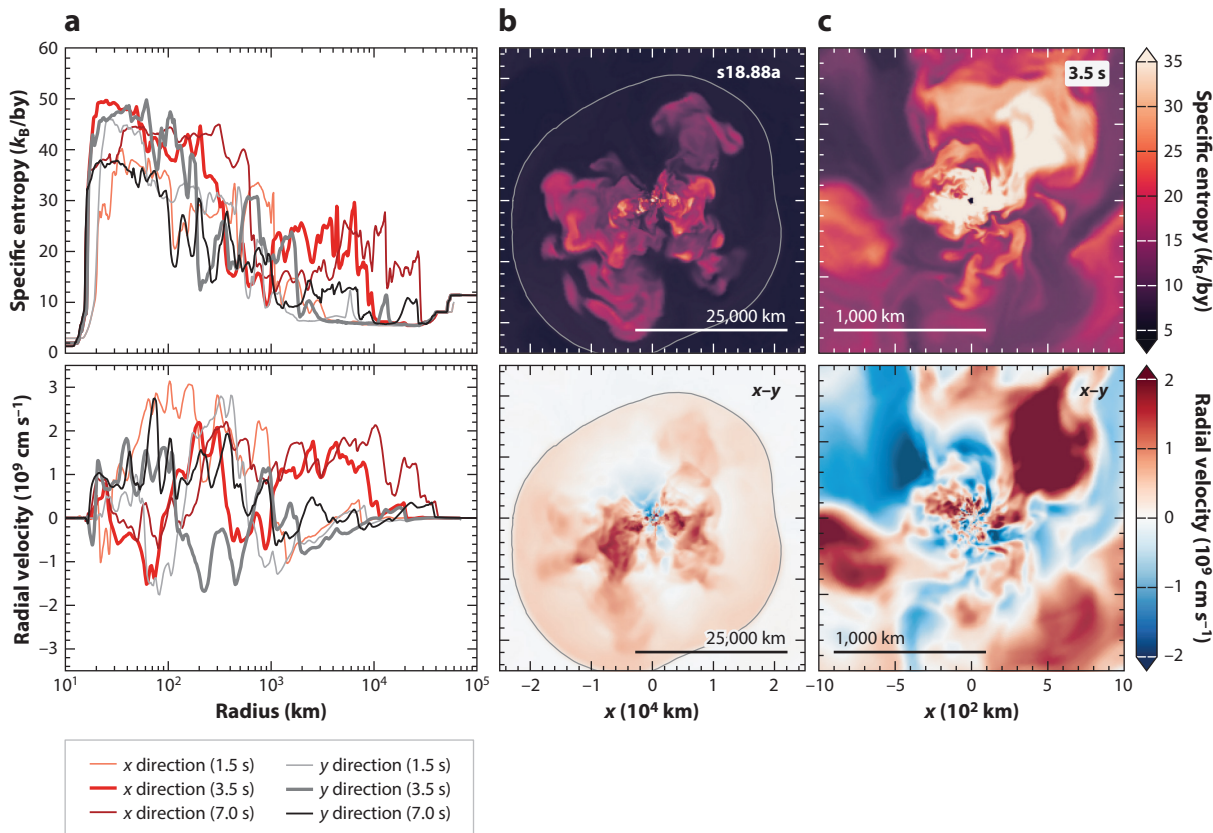 a
b
c
Specific entropy (kB/by)
60
50
40
30
20
10
0
s18.88a
25,000 km
3.5 s
1,000 km
35
30
25
20
15
10
5
Specific entropy (kB/by)
Radial velocity (10⁹ cm s⁻¹)
3
2
1
0
−1
−2
−3
10¹
10²
10³
10⁴
10⁵
Radius (km)
x–y
25,000 km
−2
−1
0
1
2
x (10⁴ km)
x–y
1,000 km
−10
−5
0
5
10
x (10² km)
2
1
0
−1
−2
Radial velocity (10⁹ cm s⁻¹)
x direction (1.5 s)
x direction (3.5 s)
x direction (7.0 s)
y direction (1.5 s)
y direction (3.5 s)
y direction (7.0 s)